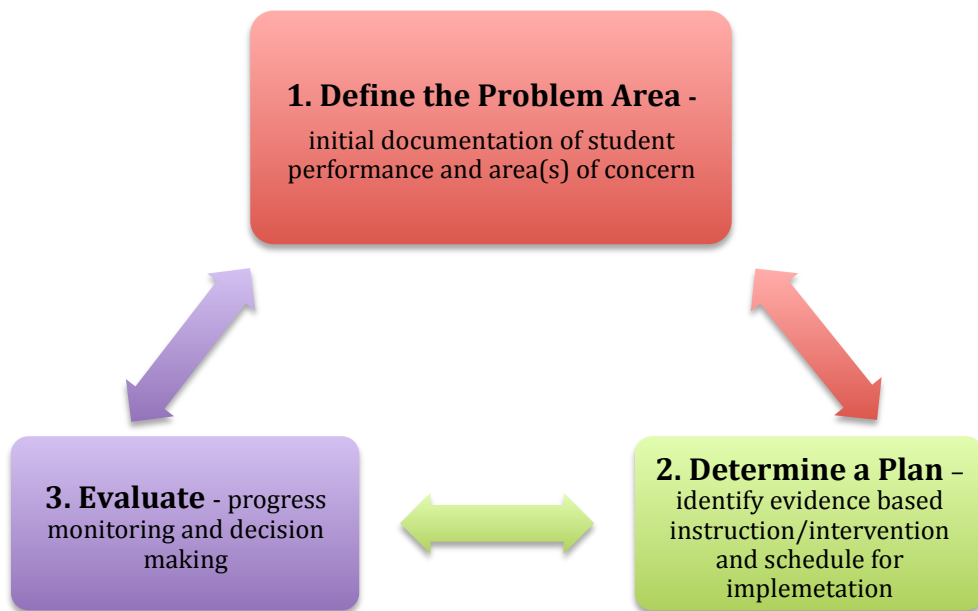 1. Define the Problem Area -
initial documentation of student
performance and area(s) of concern
2. Determine a Plan –
identify evidence based
instruction/intervention
and schedule for
implemetation
3. Evaluate - progress
monitoring and decision
making